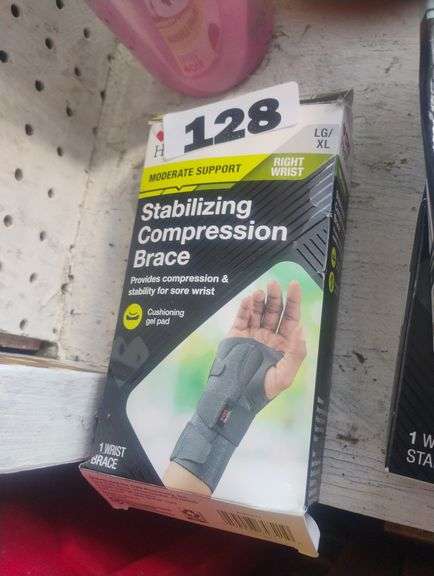 128
LG/
XL
MODERATE SUPPORT
RIGHT
WRIST
Stabilizing
Compression
Brace
Provides compression &
stability for sore wrist
Cushioning
gel pad
1 WRIST
BRACE
1 W
STA